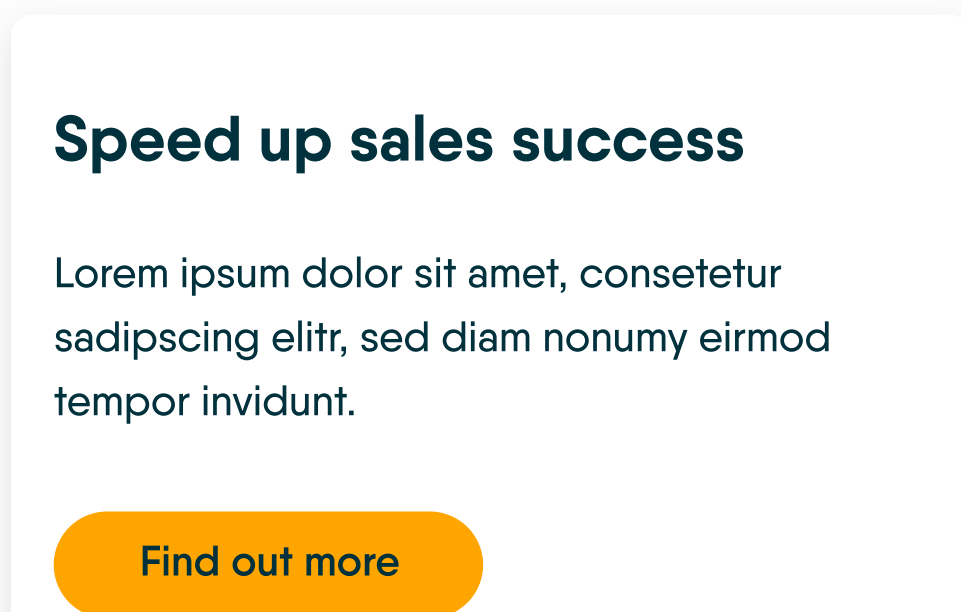 Speed up sales success
Lorem ipsum dolor sit amet, consetetur
sadipscing elitr, sed diam nonumy eirmod
tempor invidunt.
Find out more